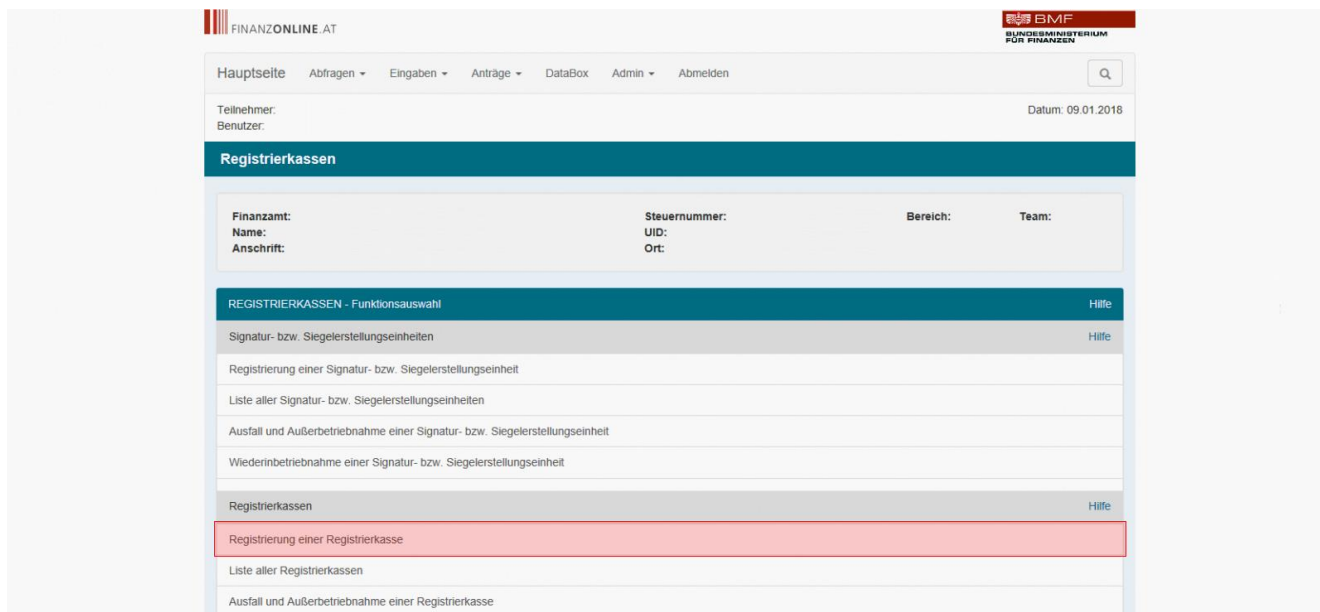 FINANZONLINE.AT
BMF
BUNDESMINISTERIUM
FÜR FINANZEN
Hauptseite Abfragen Eingaben Anträge DataBox Admin Abmelden
Teilnehmer: Datum: 09.01.2018
Benutzer:
Registrierkassen
Finanzamt: Steuernummer: Bereich: Team:
Name: UID:
Anschrift: Ort:
REGISTRIERKASSEN - Funktionsauswahl Hilfe
Signatur- bzw. Siegelerstellungseinheiten Hilfe
Registrierung einer Signatur- bzw. Siegelerstellungseinheit
Liste aller Signatur- bzw. Siegelerstellungseinheiten
Ausfall und Außerbetriebnahme einer Signatur- bzw. Siegelerstellungseinheit
Wiederinbetriebnahme einer Signatur- bzw. Siegelerstellungseinheit
Registrierkassen Hilfe
Registrierung einer Registrierkasse
Liste aller Registrierkassen
Ausfall und Außerbetriebnahme einer Registrierkasse